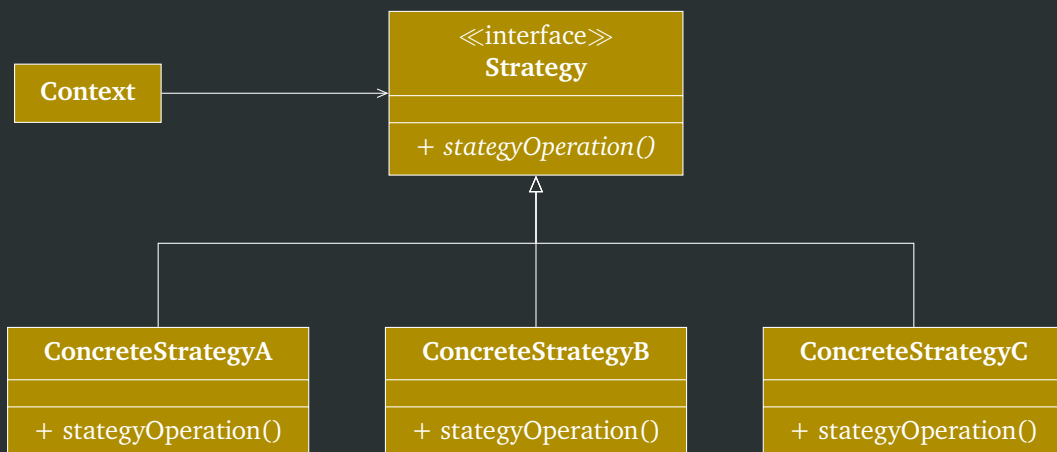 ≪interface≫
Strategy
Context
+ stategyOperation()
ConcreteStrategyA
ConcreteStrategyB
ConcreteStrategyC
+ stategyOperation()
+ stategyOperation()
+ stategyOperation()